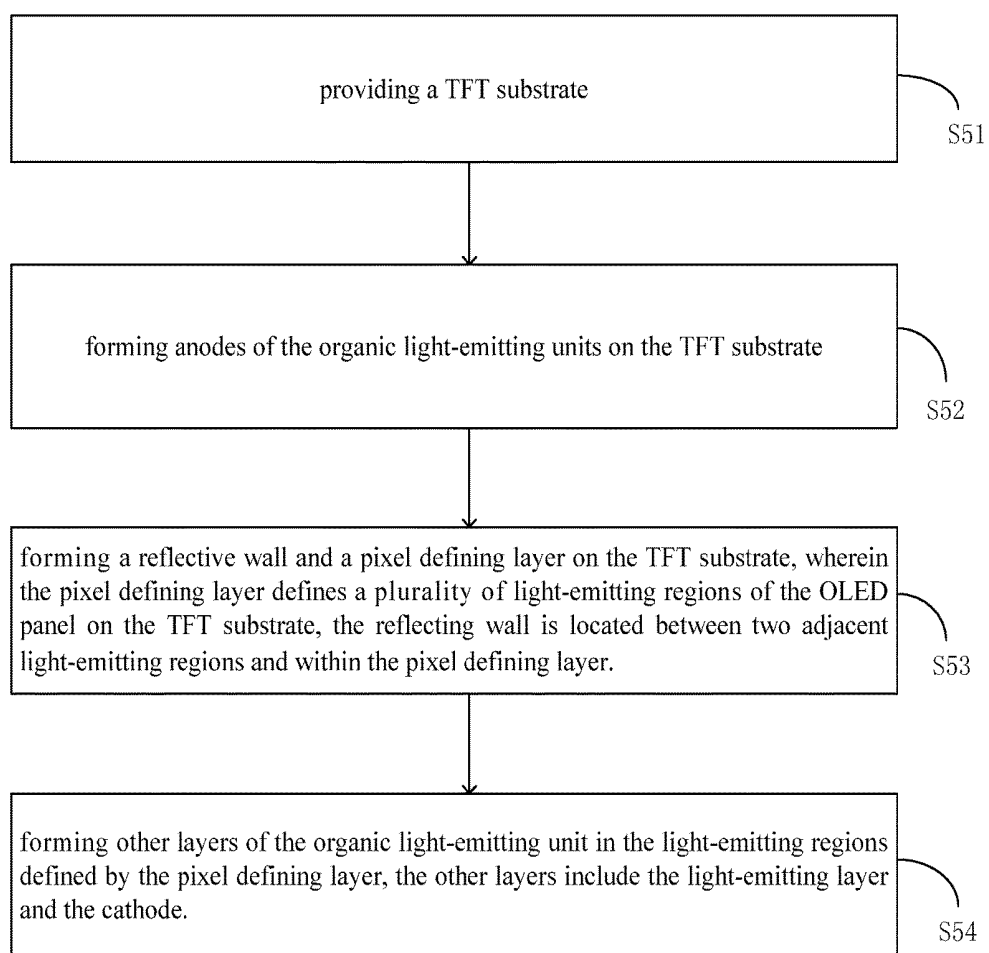 providing a TFT substrate
S51
forming anodes of the organic light-emitting units on the TFT substrate
S52
forming a reflective wall and a pixel defining layer on the TFT substrate, wherein
the pixel defining layer defines a plurality of light-emitting regions of the OLED
panel on the TFT substrate, the reflecting wall is located between two adjacent
light-emitting regions and within the pixel defining layer.
S53
forming other layers of the organic light-emitting unit in the light-emitting regions
defined by the pixel defining layer, the other layers include the light-emitting layer
and the cathode.
S54